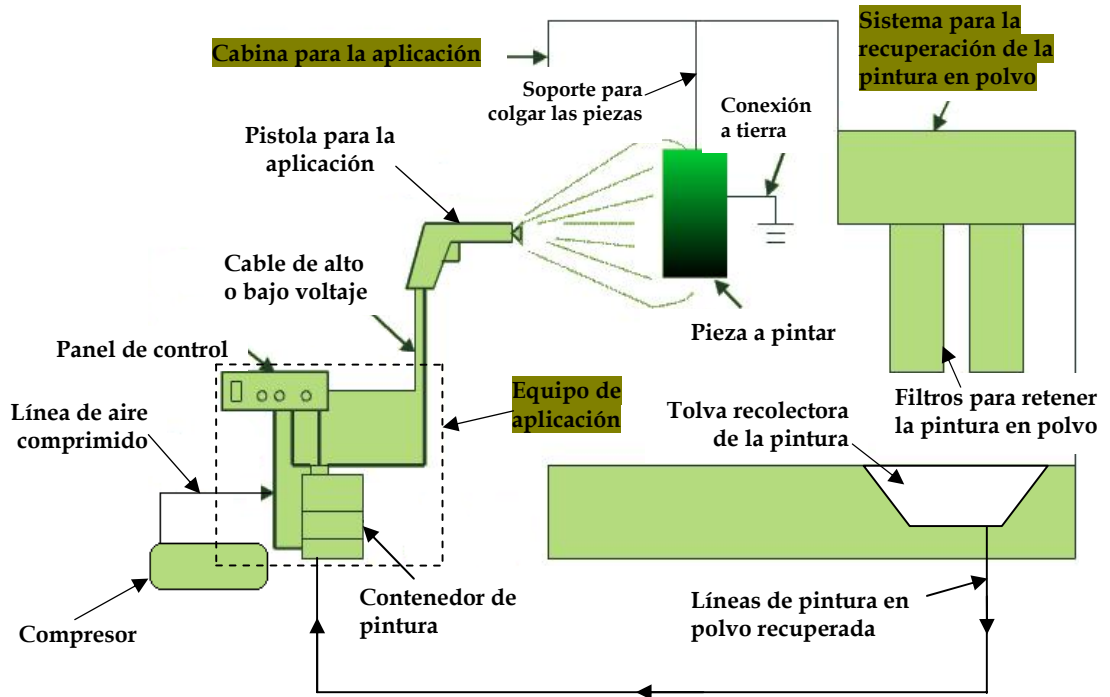 Cabina para la aplicación
Sistema para la
recuperación de la
pintura en polvo
Soporte para
colgar las piezas
Conexión
a tierra
Pistola para la
aplicación
Cable de alto
o bajo voltaje
Pieza a pintar
Panel de control
Línea de aire
comprimido
Equipo de
aplicación
Tolva recolectora
de la pintura
Filtros para retener
la pintura en polvo
Compresor
Contenedor de
pintura
Líneas de pintura en
polvo recuperada